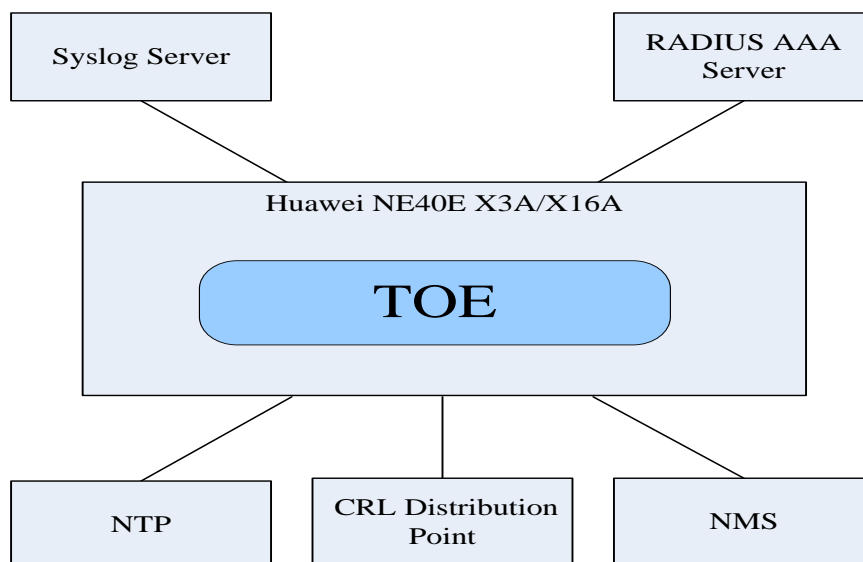 Syslog Server
RADIUS AAA
Server
Huawei NE40E X3A/X16A
TOE
NTP
CRL Distribution
Point
NMS